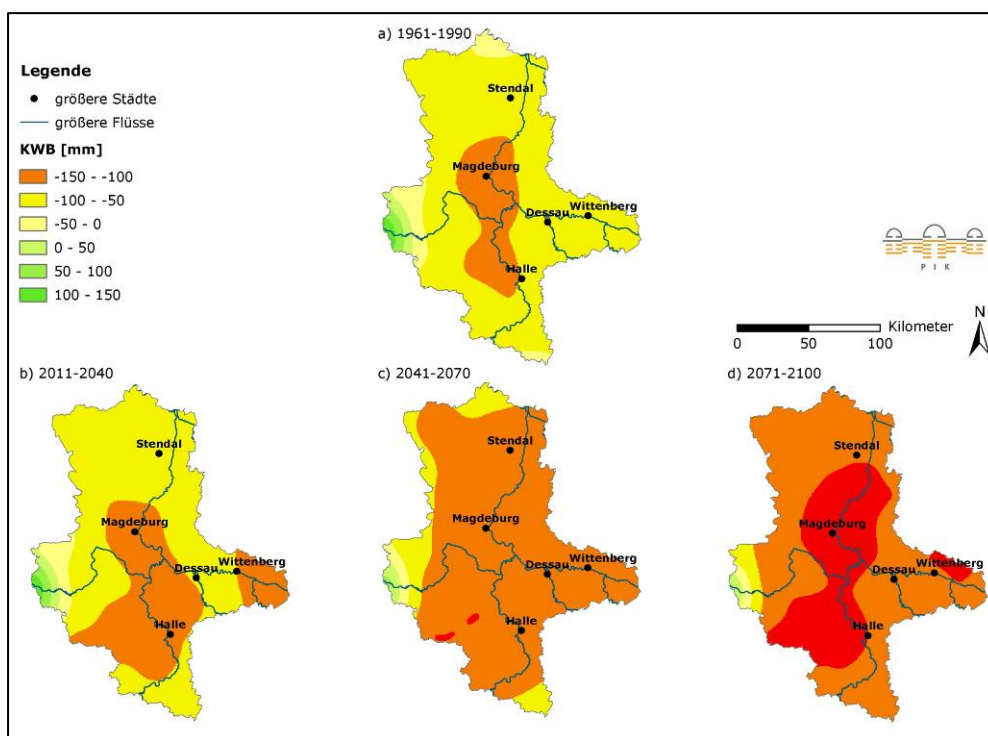 a) 1961-1990
Legende
größere Städte
größere Flüsse
KWB [mm]
-150 - -100
-100 - -50
-50 - 0
0 - 50
50 - 100
100 - 150
Stendal
Magdeburg
Dessau
Wittenberg
Halle
P I K
Kilometer
0 50 100
N
b) 2011-2040
Stendal
Magdeburg
Dessau
Wittenberg
Halle
c) 2041-2070
Stendal
Magdeburg
Dessau
Wittenberg
Halle
d) 2071-2100
Stendal
Magdeburg
Dessau
Wittenberg
Halle